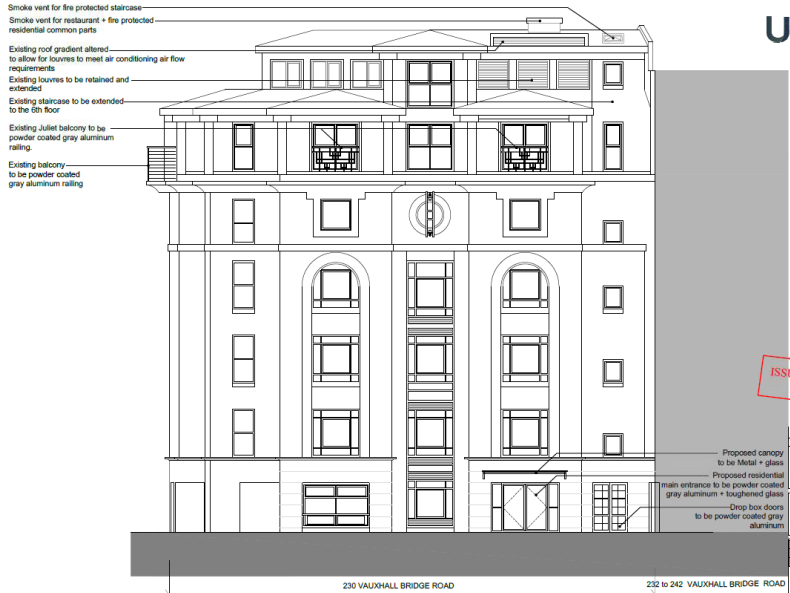 Smoke vent for fire protected staircase
Smoke vent for restaurant + fire protected
residential common parts
Existing roof gradient altered
to allow for louvres to meet air conditioning air flow
requirements
Existing louvres to be retained and
extended
Existing staircase to be extended
to the 6th floor
Existing Juliet balcony to be
powder coated gray aluminum
railing.
Existing balcony
to be powder coated
gray aluminum railing
U
ISSU
Proposed canopy
to be Metal + glass
Proposed residential
main entrance to be powder coated
gray aluminum + toughened glass
Drop box doors
to be powder coated gray
aluminum
230 VAUXHALL BRIDGE ROAD
232 to 242 VAUXHALL BRIDGE ROAD